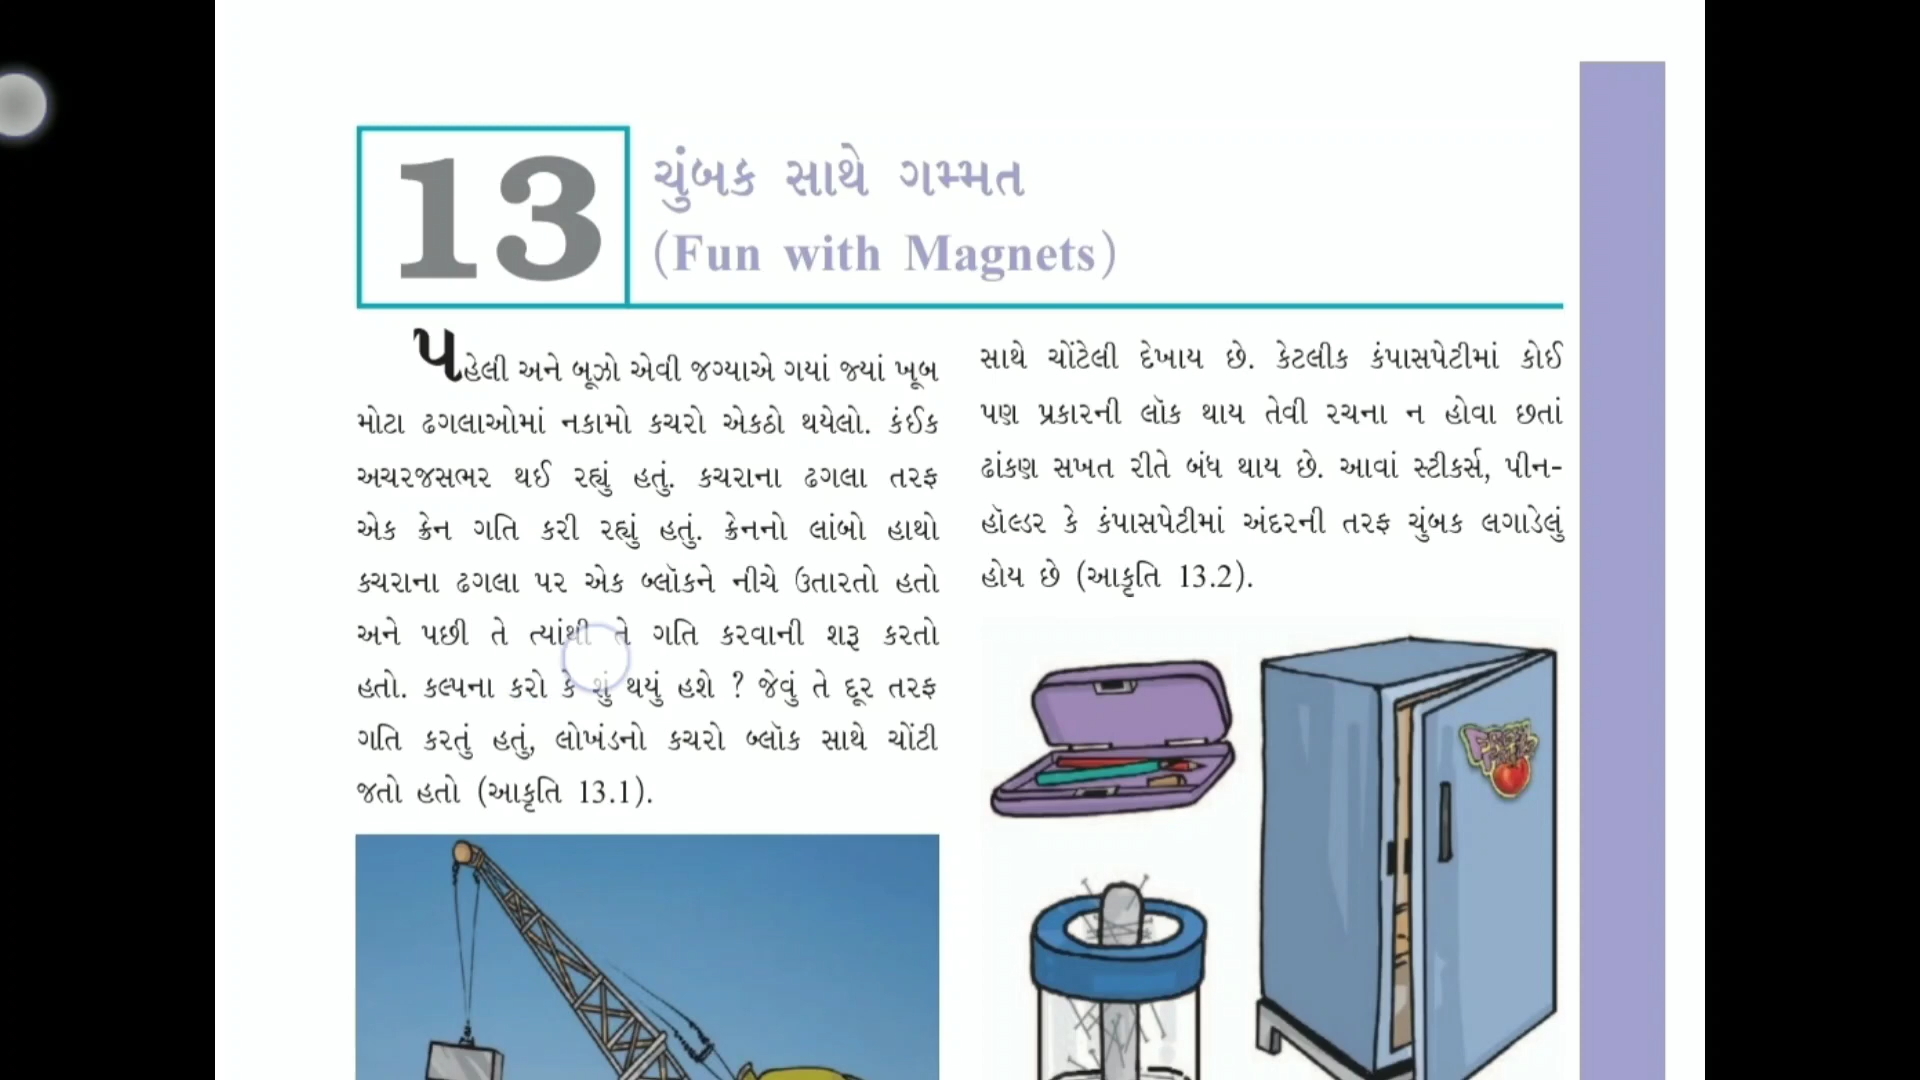 13
ચુંબક સાથે ગમ્મત
(Fun with Magnets)
પહેલી અને બૂઝો એવી જગ્યાએ ગયાં જ્યાં ખૂબ
મોટા ઢગલાઓમાં નકામો કચરો એકઠો થયેલો. કંઈક
અચરજસભર થઈ રહ્યું હતું. કચરાના ઢગલા તરફ
એક ક્રેન ગતિ કરી રહ્યું હતું. ક્રેનનો લાંબો હાથો
કચરાના ઢગલા પર એક બ્લૉકને નીચે ઉતારતો હતો
અને પછી તે ત્યાંથી તે ગતિ કરવાની શરૂ કરતો
હતો. કલ્પના કરો કે શું થયું હશે ? જેવું તે દૂર તરફ
ગતિ કરતું હતું, લોખંડનો કચરો બ્લૉક સાથે ચોંટી
જતો હતો (આકૃતિ 13.1).
સાથે ચોંટેલી દેખાય છે. કેટલીક કંપાસપેટીમાં કોઈ
પણ પ્રકારની લૉક થાય તેવી રચના ન હોવા છતાં
ઢાંકણ સખત રીતે બંધ થાય છે. આવાં સ્ટીકર્સ, પીન-
હૉલ્ડર કે કંપાસપેટીમાં અંદરની તરફ ચુંબક લગાડેલું
હોય છે (આકૃતિ 13.2).